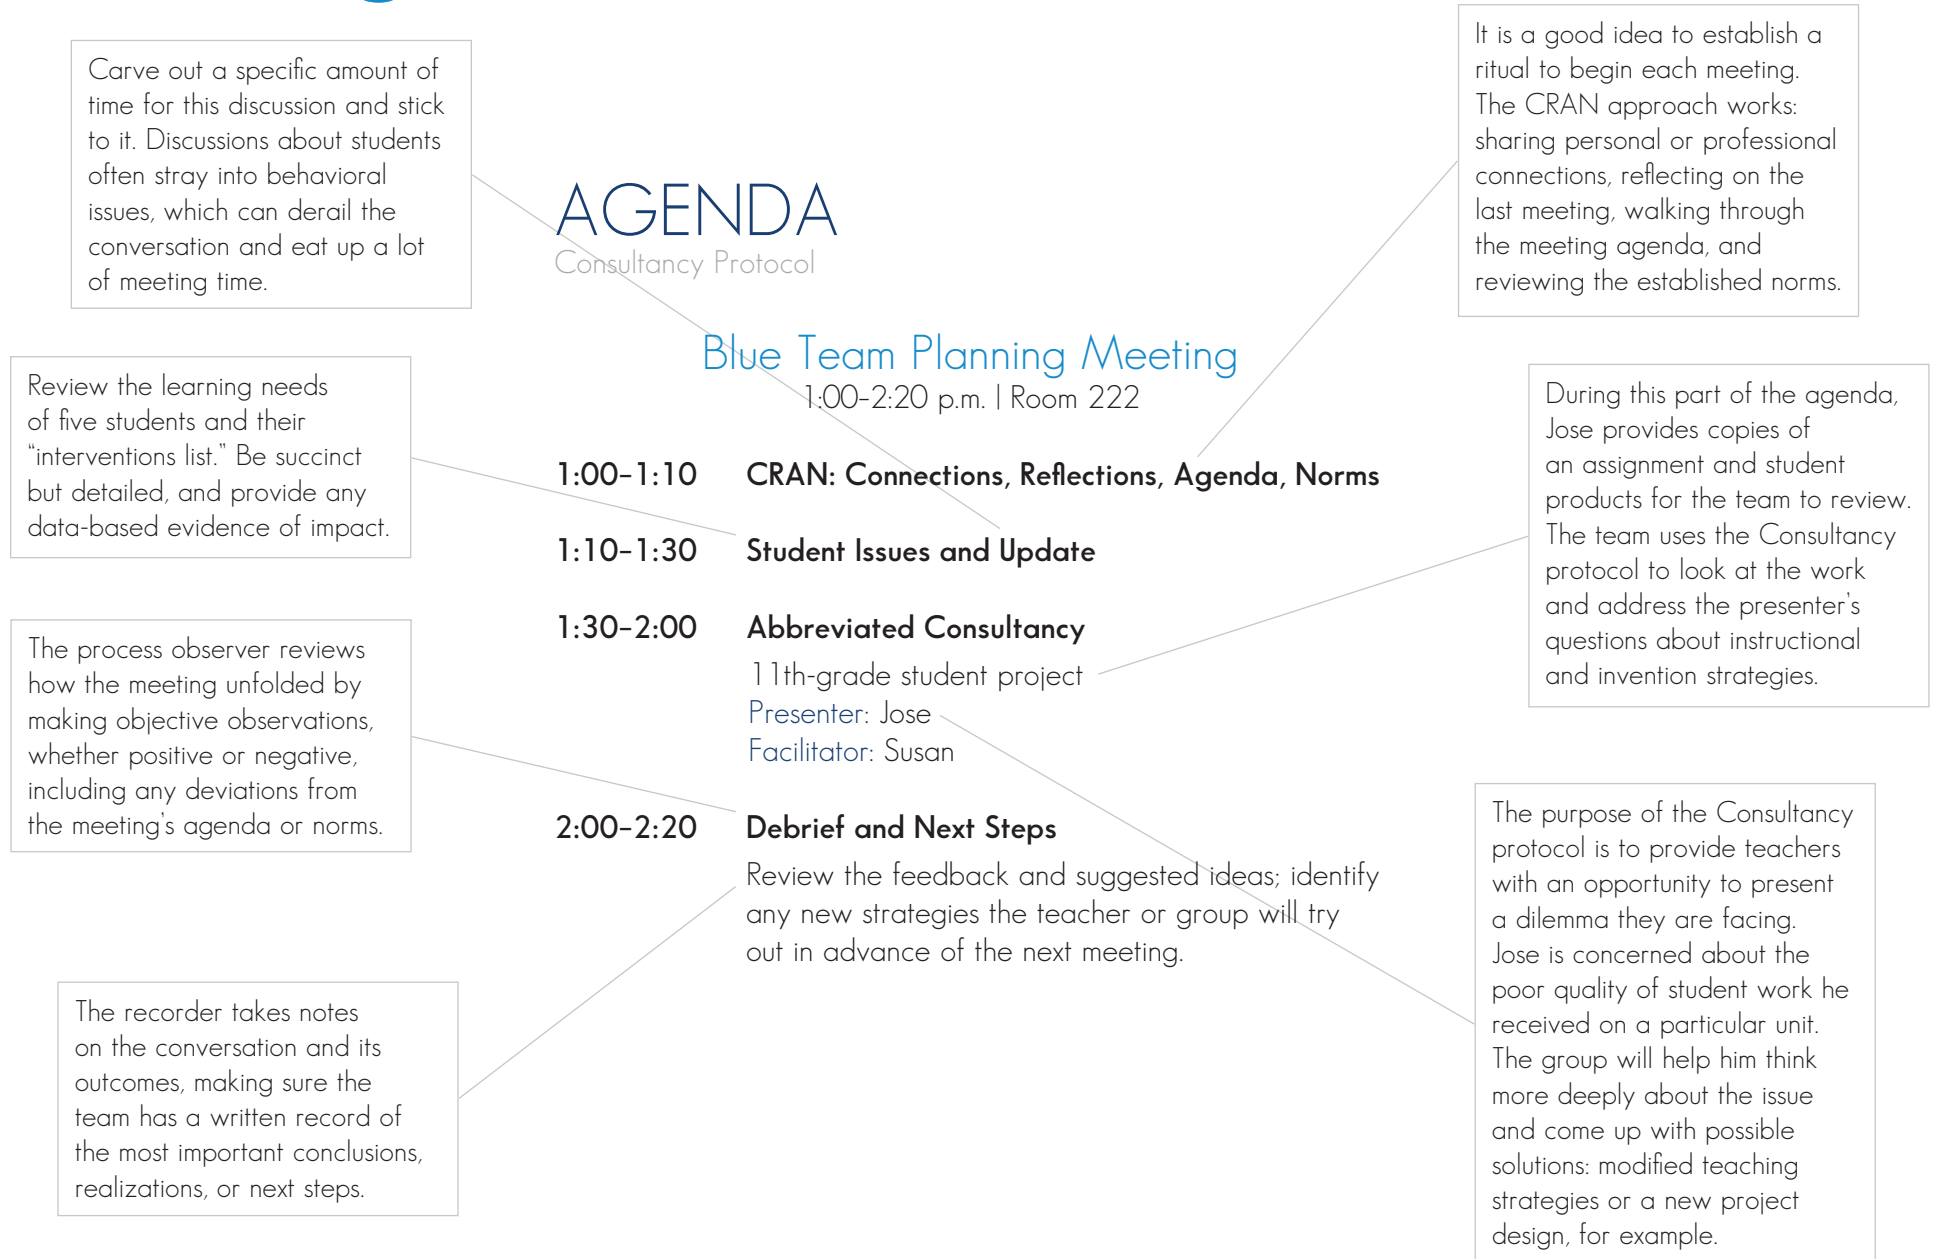 Carve out a specific amount of
time for this discussion and stick
to it. Discussions about students
often stray into behavioral
issues, which can derail the
conversation and eat up a lot
of meeting time.
It is a good idea to establish a
ritual to begin each meeting.
The CRAN approach works:
sharing personal or professional
connections, reflecting on the
last meeting, walking through
the meeting agenda, and
reviewing the established norms.
AGENDA
Consultancy Protocol
Blue Team Planning Meeting
1:00–2:20 p.m. | Room 222
Review the learning needs
of five students and their
“interventions list.” Be succinct
but detailed, and provide any
data-based evidence of impact.
During this part of the agenda,
Jose provides copies of
an assignment and student
products for the team to review.
The team uses the Consultancy
protocol to look at the work
and address the presenter's
questions about instructional
and invention strategies.
1:00–1:10 CRAN: Connections, Reflections, Agenda, Norms
1:10–1:30 Student Issues and Update
1:30–2:00 Abbreviated Consultancy
11th-grade student project
Presenter: Jose
Facilitator: Susan
The process observer reviews
how the meeting unfolded by
making objective observations,
whether positive or negative,
including any deviations from
the meeting's agenda or norms.
2:00–2:20 Debrief and Next Steps
Review the feedback and suggested ideas; identify
any new strategies the teacher or group will try
out in advance of the next meeting.
The purpose of the Consultancy
protocol is to provide teachers
with an opportunity to present
a dilemma they are facing.
Jose is concerned about the
poor quality of student work he
received on a particular unit.
The group will help him think
more deeply about the issue
and come up with possible
solutions: modified teaching
strategies or a new project
design, for example.
The recorder takes notes
on the conversation and its
outcomes, making sure the
team has a written record of
the most important conclusions,
realizations, or next steps.